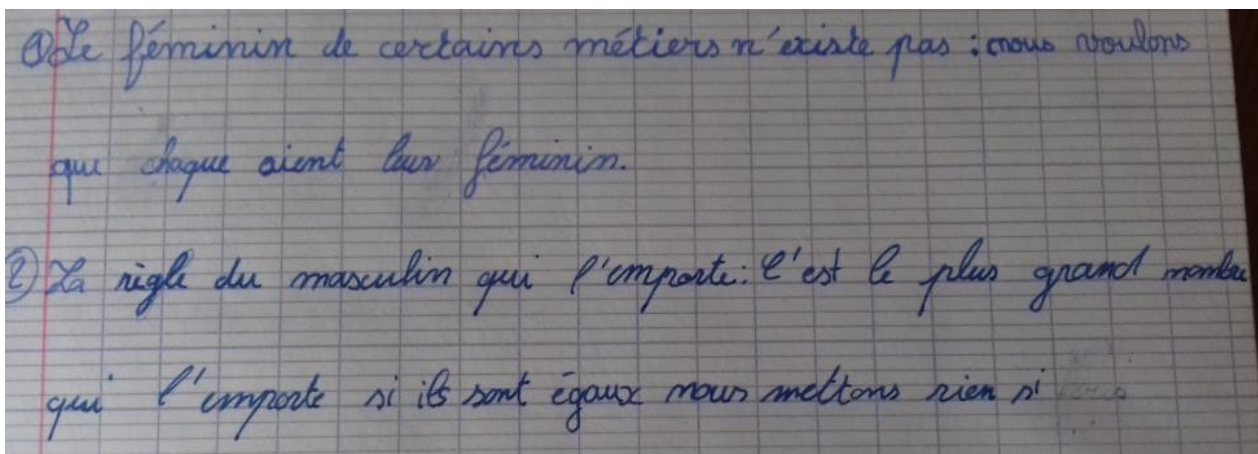 ① Le féminin de certains métiers n'existe pas : nous voulons
que chaque aient leur féminin.
② La règle du masculin qui l'emporte : c'est le plus grand nombre
qui l'emporte si ils sont égaux nous mettons rien si